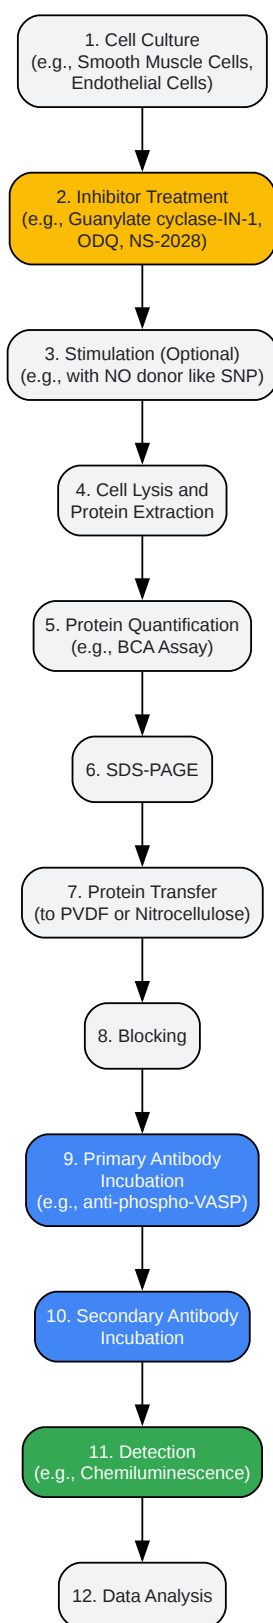 1. Cell Culture
(e.g., Smooth Muscle Cells,
Endothelial Cells)
2. Inhibitor Treatment
(e.g., Guanylate cyclase-IN-1,
ODQ, NS-2028)
3. Stimulation (Optional)
(e.g., with NO donor like SNP)
4. Cell Lysis and
Protein Extraction
5. Protein Quantification
(e.g., BCA Assay)
6. SDS-PAGE
7. Protein Transfer
(to PVDF or Nitrocellulose)
8. Blocking
9. Primary Antibody
Incubation
(e.g., anti-phospho-VASP)
10. Secondary Antibody
Incubation
11. Detection
(e.g., Chemiluminescence)
12. Data Analysis